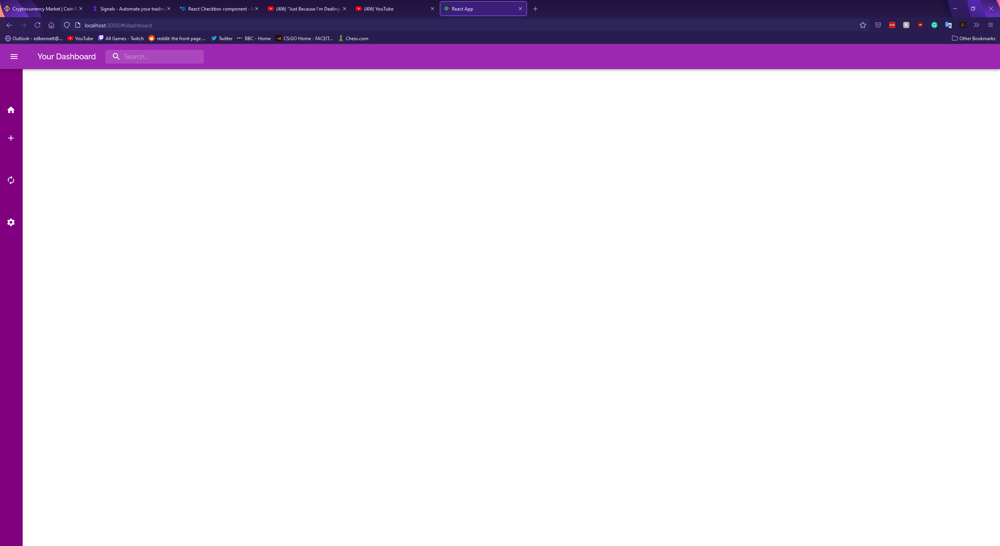 Cryptocurrency Market | Coin P
Signals - Automate your trading
React Checkbox component - M
(406) "Just Because I'm Dealing
(406) YouTube
React App
localhost:3000/#/dashboard
Outlook - edbennett@...
YouTube
All Games - Twitch
reddit: the front page ...
Twitter
BBC
BBC - Home
CS:GO Home - FACEIT...
Chess.com
Other Bookmarks
Your Dashboard
Search...